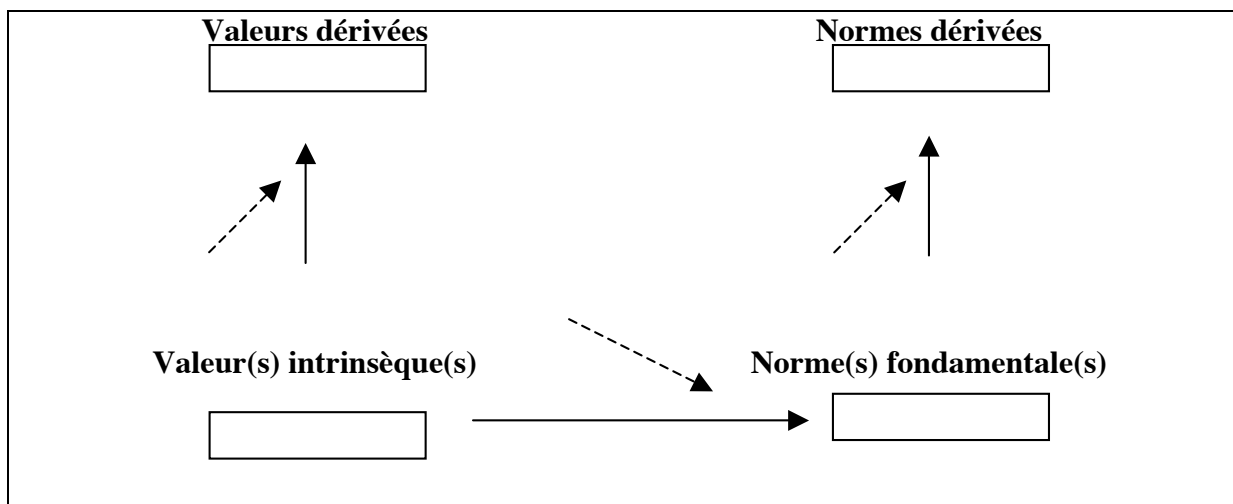 Valeurs dérivées
Normes dérivées
Valeur(s) intrinsèque(s)
Norme(s) fondamentale(s)